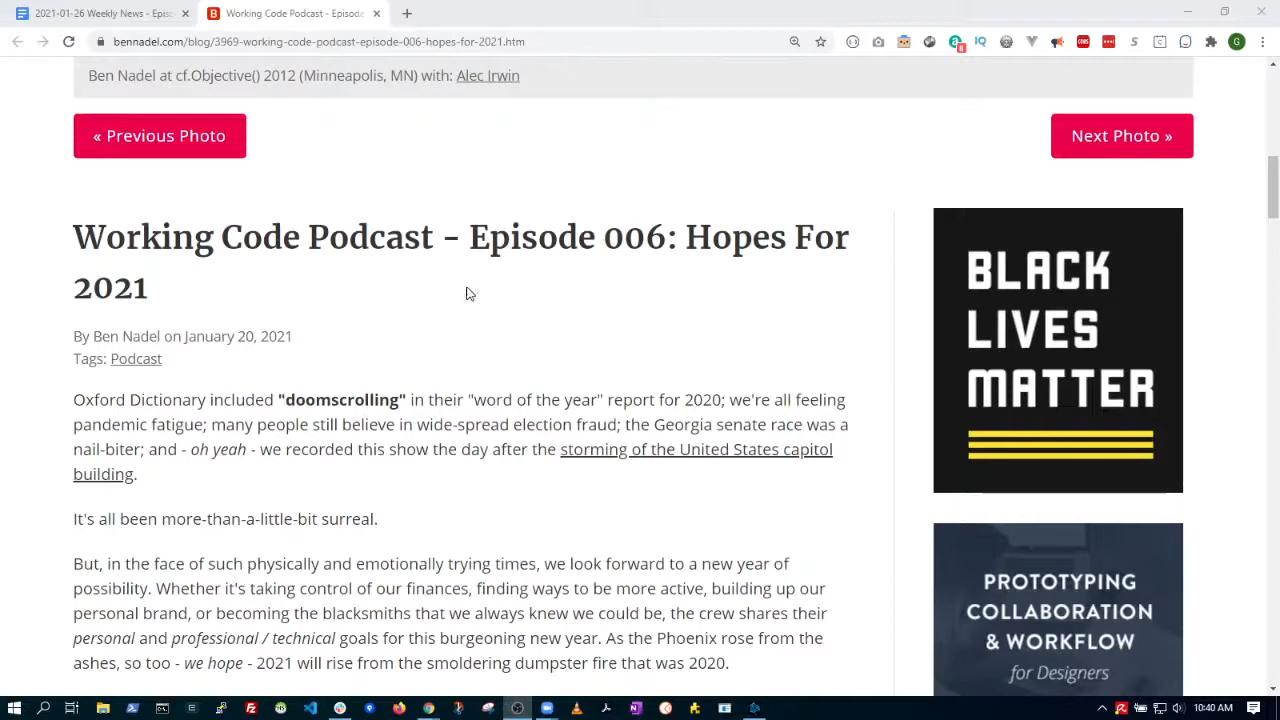 2021-01-26 Weekly News - Epis
Working Code Podcast - Episode
bennadel.com/blog/3969-working-code-podcast-episode-006-hopes-for-2021.htm
Ben Nadel at cf.Objective() 2012 (Minneapolis, MN) with: Alec Irwin
« Previous Photo
Next Photo »
Working Code Podcast - Episode 006: Hopes For
2021
By Ben Nadel on January 20, 2021
Tags: Podcast
Oxford Dictionary included "doomscrolling" in their "word of the year" report for 2020; we're all feeling
pandemic fatigue; many people still believe in wide-spread election fraud; the Georgia senate race was a
nail-biter; and - oh yeah - we recorded this show the day after the storming of the United States capitol
building.
It's all been more-than-a-little-bit surreal.
But, in the face of such physically and emotionally trying times, we look forward to a new year of
possibility. Whether it's taking control of our finances, finding ways to be more active, building up our
personal brand, or becoming the blacksmiths that we always knew we could be, the crew shares their
personal and professional / technical goals for this burgeoning new year. As the Phoenix rose from the
ashes, so too - we hope - 2021 will rise from the smoldering dumpster fire that was 2020.
BLACK
LIVES
MATTER
PROTOTYPING
COLLABORATION
& WORKFLOW
for Designers
10:40 AM